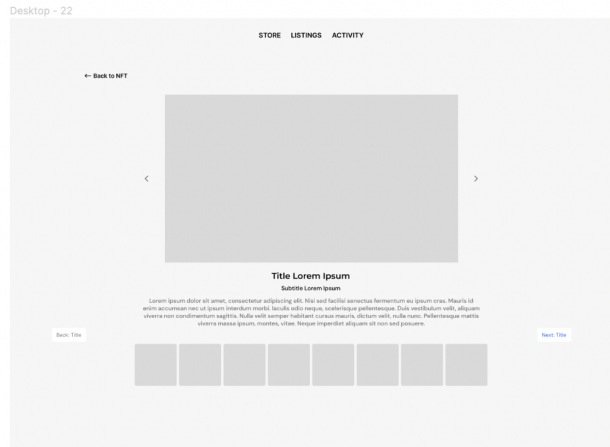 Desktop - 22
STORE LISTINGS ACTIVITY
← Back to NFT
Title Lorem Ipsum
Subtitle Lorem Ipsum
Lorem ipsum dolor sit amet, consectetur adipiscing elit. Nisi sed facilisi senectus fermentum eu ipsum cras. Mauris id
enim accumsan nec ut ipsum interdum morbi. Iaculis odio neque, scelerisque pellentesque. Duis vestibulum velit, aliquam
viverra non condimentum sagittis. Nulla velit semper habitant cursus mauris, dictum velit, nulla nunc. Pellentesque mattis
viverra massa ipsum, montes, vitae. Neque imperdiet aliquam sit non sed posuere.
Back: Title
Next: Title